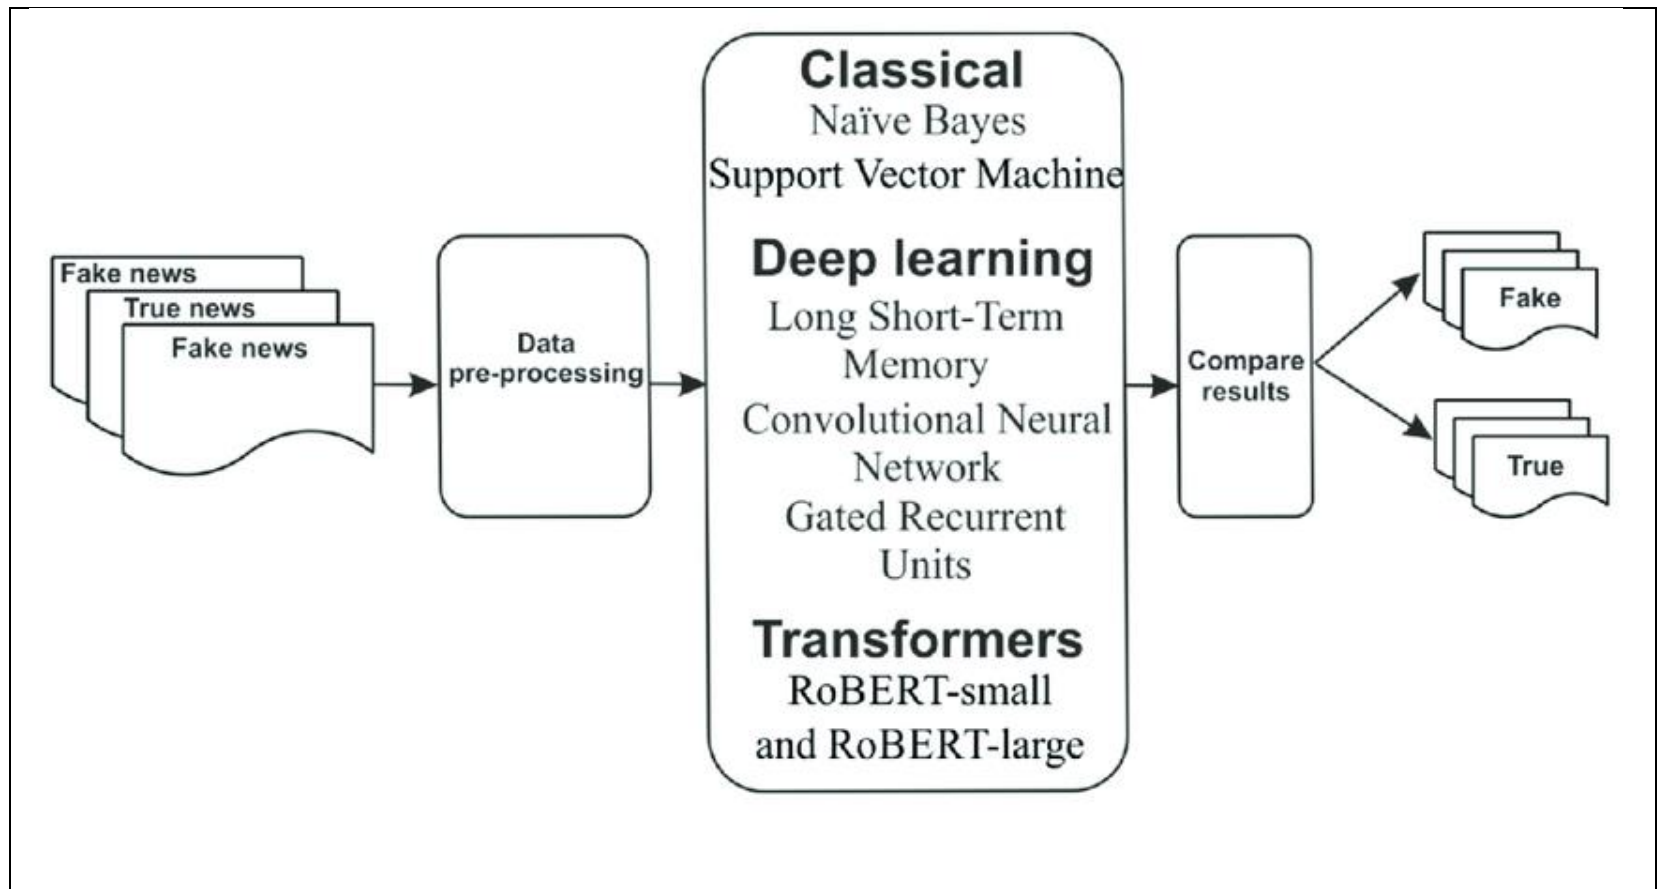 Fake news
True news
Fake news
Data
pre-processing
Classical
Naïve Bayes
Support Vector Machine
Deep learning
Long Short-Term
Memory
Convolutional Neural
Network
Gated Recurrent
Units
Transformers
RoBERT-small
and RoBERT-large
Compare
results
Fake
True